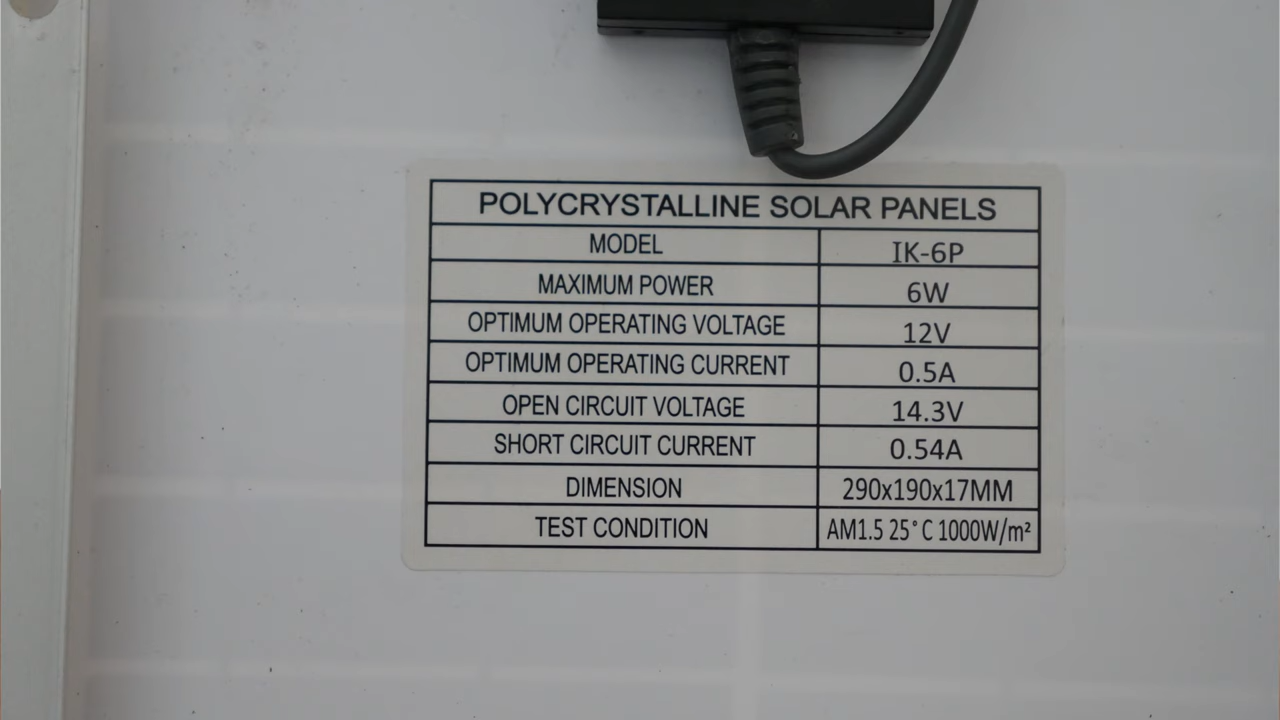 POLYCRYSTALLINE SOLAR PANELS
MODEL IK-6P
MAXIMUM POWER 6W
OPTIMUM OPERATING VOLTAGE 12V
OPTIMUM OPERATING CURRENT 0.5A
OPEN CIRCUIT VOLTAGE 14.3V
SHORT CIRCUIT CURRENT 0.54A
DIMENSION 290x190x17MM
TEST CONDITION AM1.5 25°C 1000W/m²